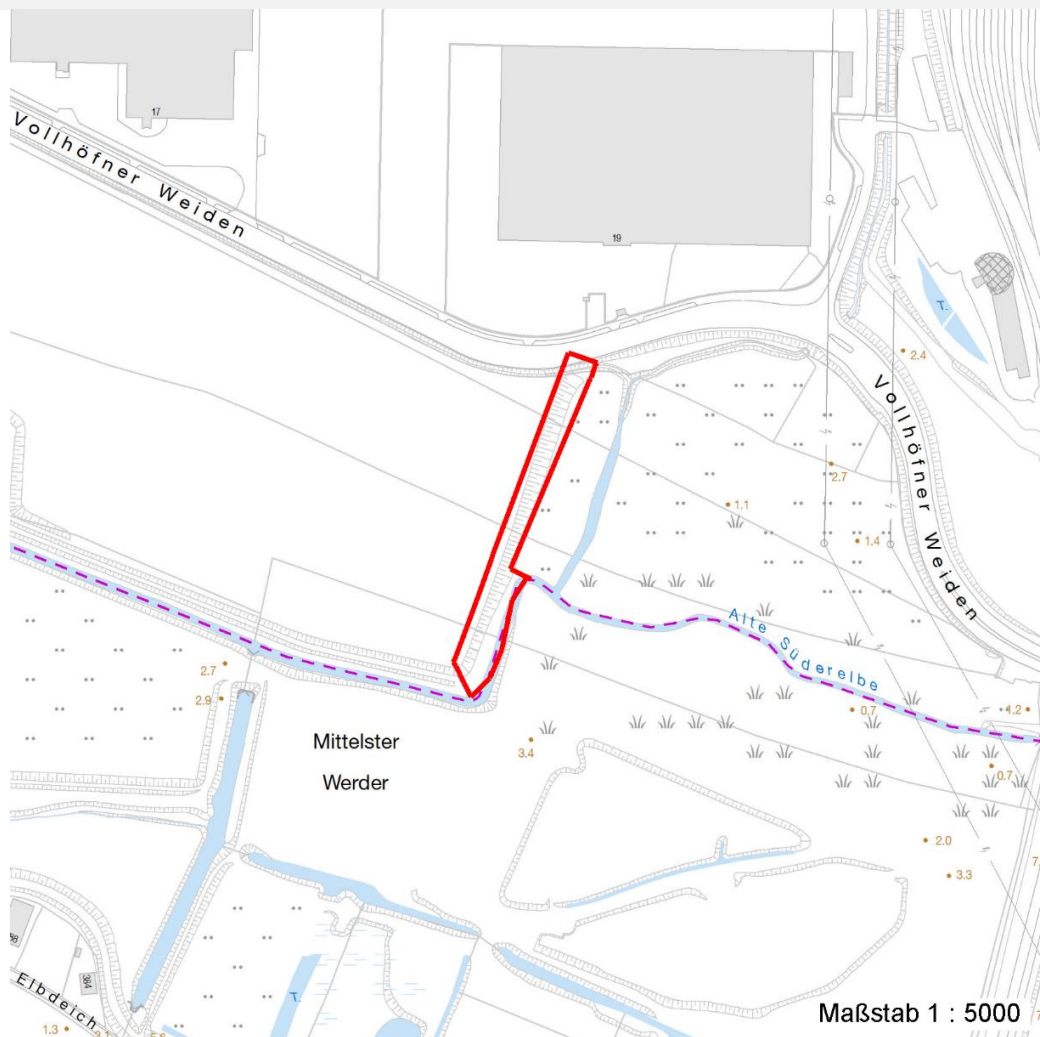 17
Vollhöfner Weiden
19
T.
2.4
Vollhöfner Weiden
2.7
1.1
1.4
Alte Süderelbe
2.7
2.9
0.7
1.2
Mittelster
Werder
3.4
0.7
2.0
3.3
364
T.
Elbdeich
1.3
Maßstab 1 : 5000